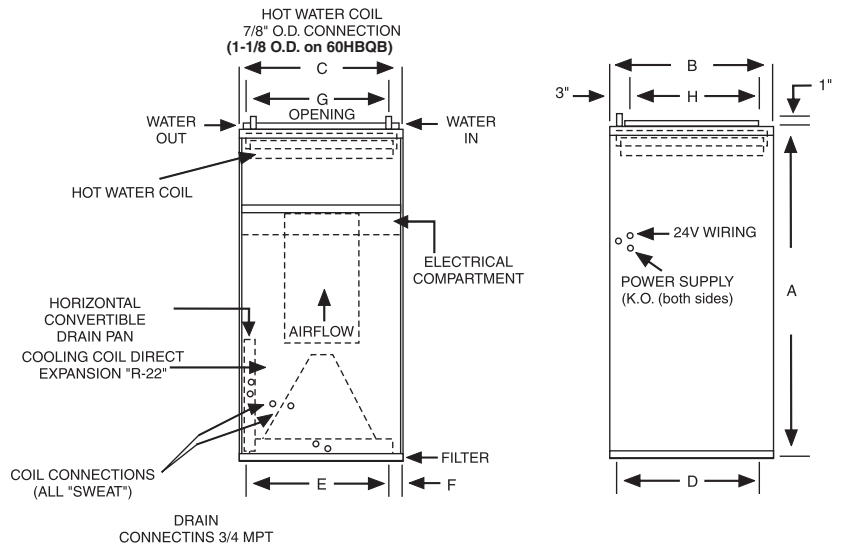 HOT WATER COIL
7/8" O.D. CONNECTION
(1-1/8 O.D. on 60HBQB)
C
G
OPENING
WATER
OUT
WATER
IN
HOT WATER COIL
ELECTRICAL
COMPARTMENT
HORIZONTAL
CONVERTIBLE
DRAIN PAN
AIRFLOW
COOLING COIL DIRECT
EXPANSION "R-22"
COIL CONNECTIONS
(ALL "SWEAT")
FILTER
E
F
DRAIN
CONNECTINS 3/4 MPT
B
3"
H
1"
24V WIRING
POWER SUPPLY
(K.O. (both sides)
A
D